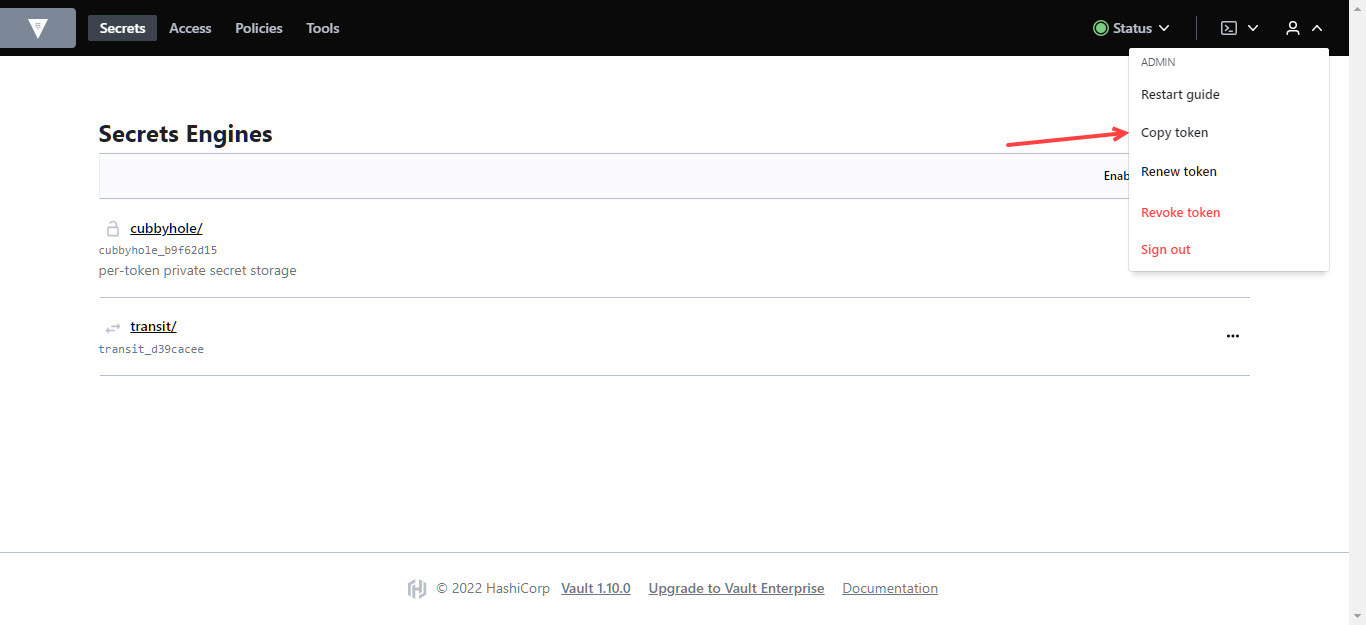 Secrets Access Policies Tools Status
ADMIN
Restart guide
Copy token
Renew token
Revoke token
Sign out
Secrets Engines
Enab
cubbyhole/
cubbyhole_b9f62d15
per-token private secret storage
transit/
transit_d39cacee
© 2022 HashiCorp Vault 1.10.0 Upgrade to Vault Enterprise Documentation